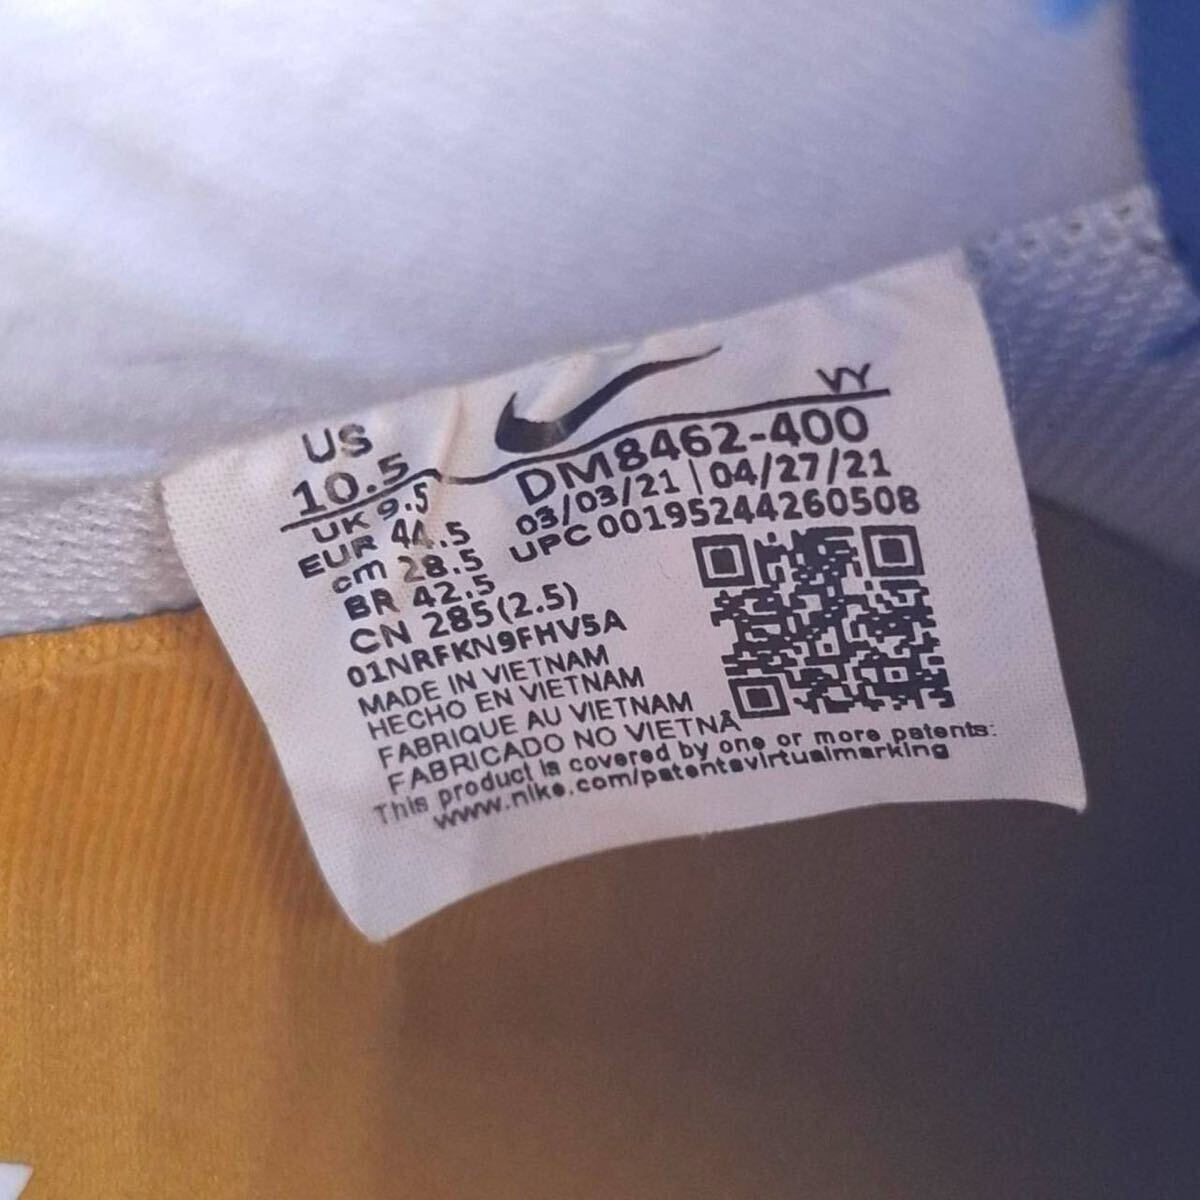 US
10.5
UK 9.5
EUR 44.5
cm 28.5
BR 42.5
CN 285(2.5)
01NRFKN9FHV5A
VY
DM8462-400
03/03/21 | 04/27/21
UPC 00195244260508
MADE IN VIETNAM
HECHO EN VIETNAM
FABRIQUE AU VIETNAM
FABRICADO NO VIETNÃ
This product is covered by one or more patents:
www.nike.com/patentsvirtualmarking